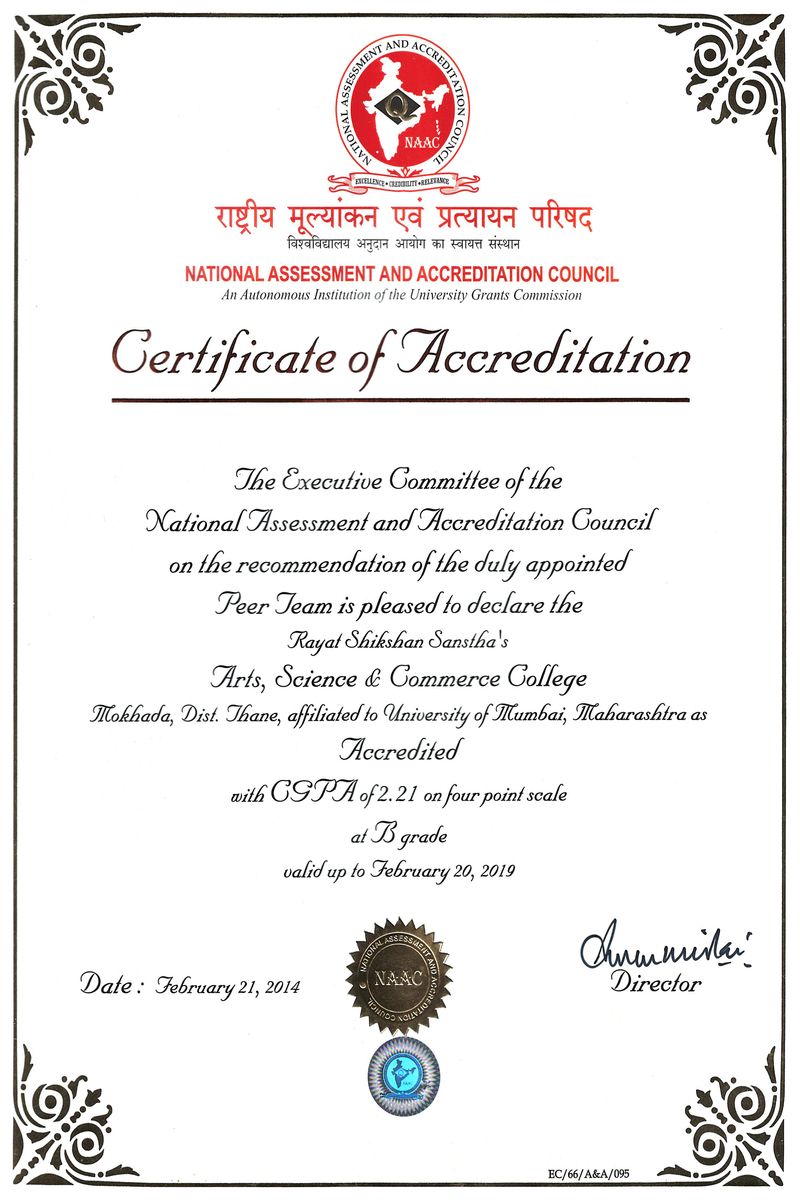 NATIONAL ASSESSMENT AND ACCREDITATION COUNCIL
Q
NAAC
EXCELLENCE • CREDIBILITY • RELEVANCE
राष्ट्रीय मूल्यांकन एवं प्रत्यायन परिषद
विश्वविद्यालय अनुदान आयोग का स्वायत्त संस्थान
NATIONAL ASSESSMENT AND ACCREDITATION COUNCIL
An Autonomous Institution of the University Grants Commission
Certificate of Accreditation
The Executive Committee of the
National Assessment and Accreditation Council
on the recommendation of the duly appointed
Peer Team is pleased to declare the
Rayat Shikshan Sanstha's
Arts, Science & Commerce College
Mokhada, Dist. Thane, affiliated to University of Mumbai, Maharashtra as
Accredited
with CGPA of 2.21 on four point scale
at B grade
valid up to February 20, 2019
Date : February 21, 2014
NATIONAL ASSESSMENT AND ACCREDITATION COUNCIL
NAAC
Director
EC/66/A&A/095